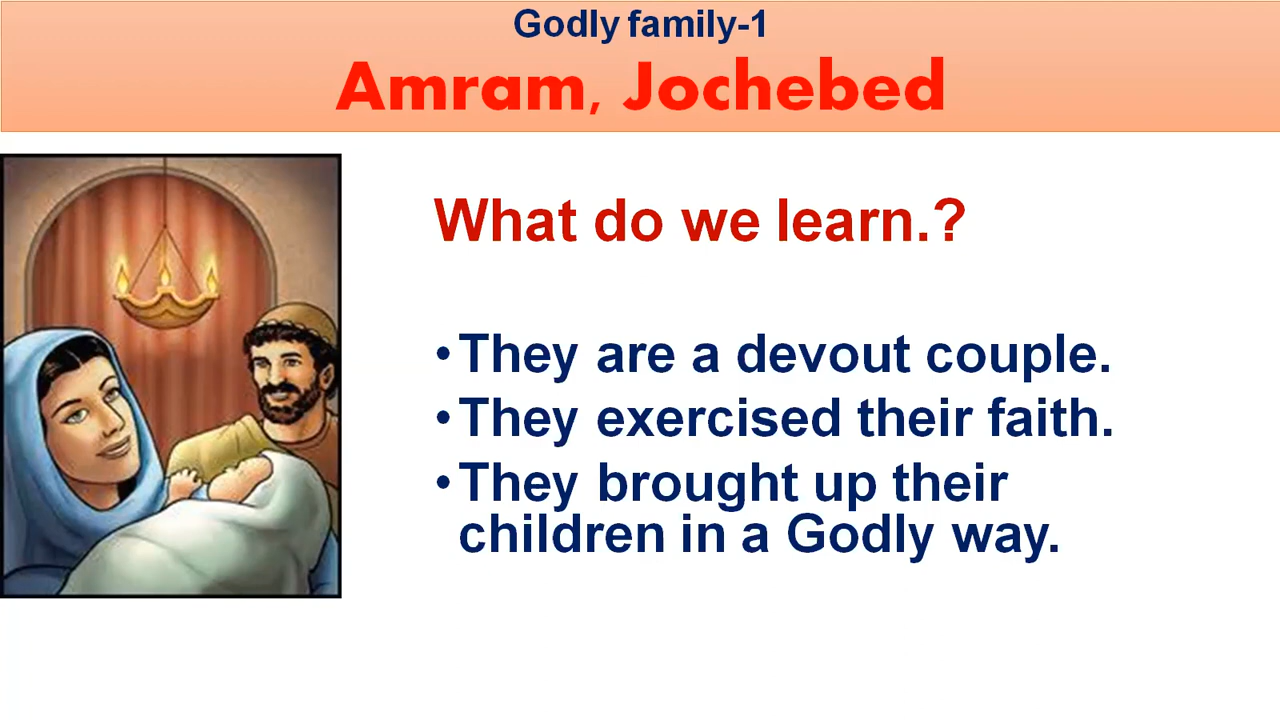 Godly family-1
Amram, Jochebed
What do we learn.?
•They are a devout couple.
•They exercised their faith.
•They brought up their
children in a Godly way.